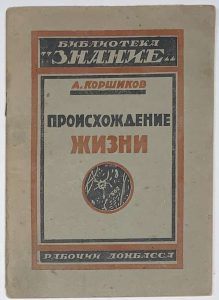 БИБЛИОТЕКА
"ЗНАНИЕ"
А. КОРШИКОВ
ПРОИСХОЖДЕНИЕ
ЖИЗНИ
РАБОЧИЙ ДОНБАССА